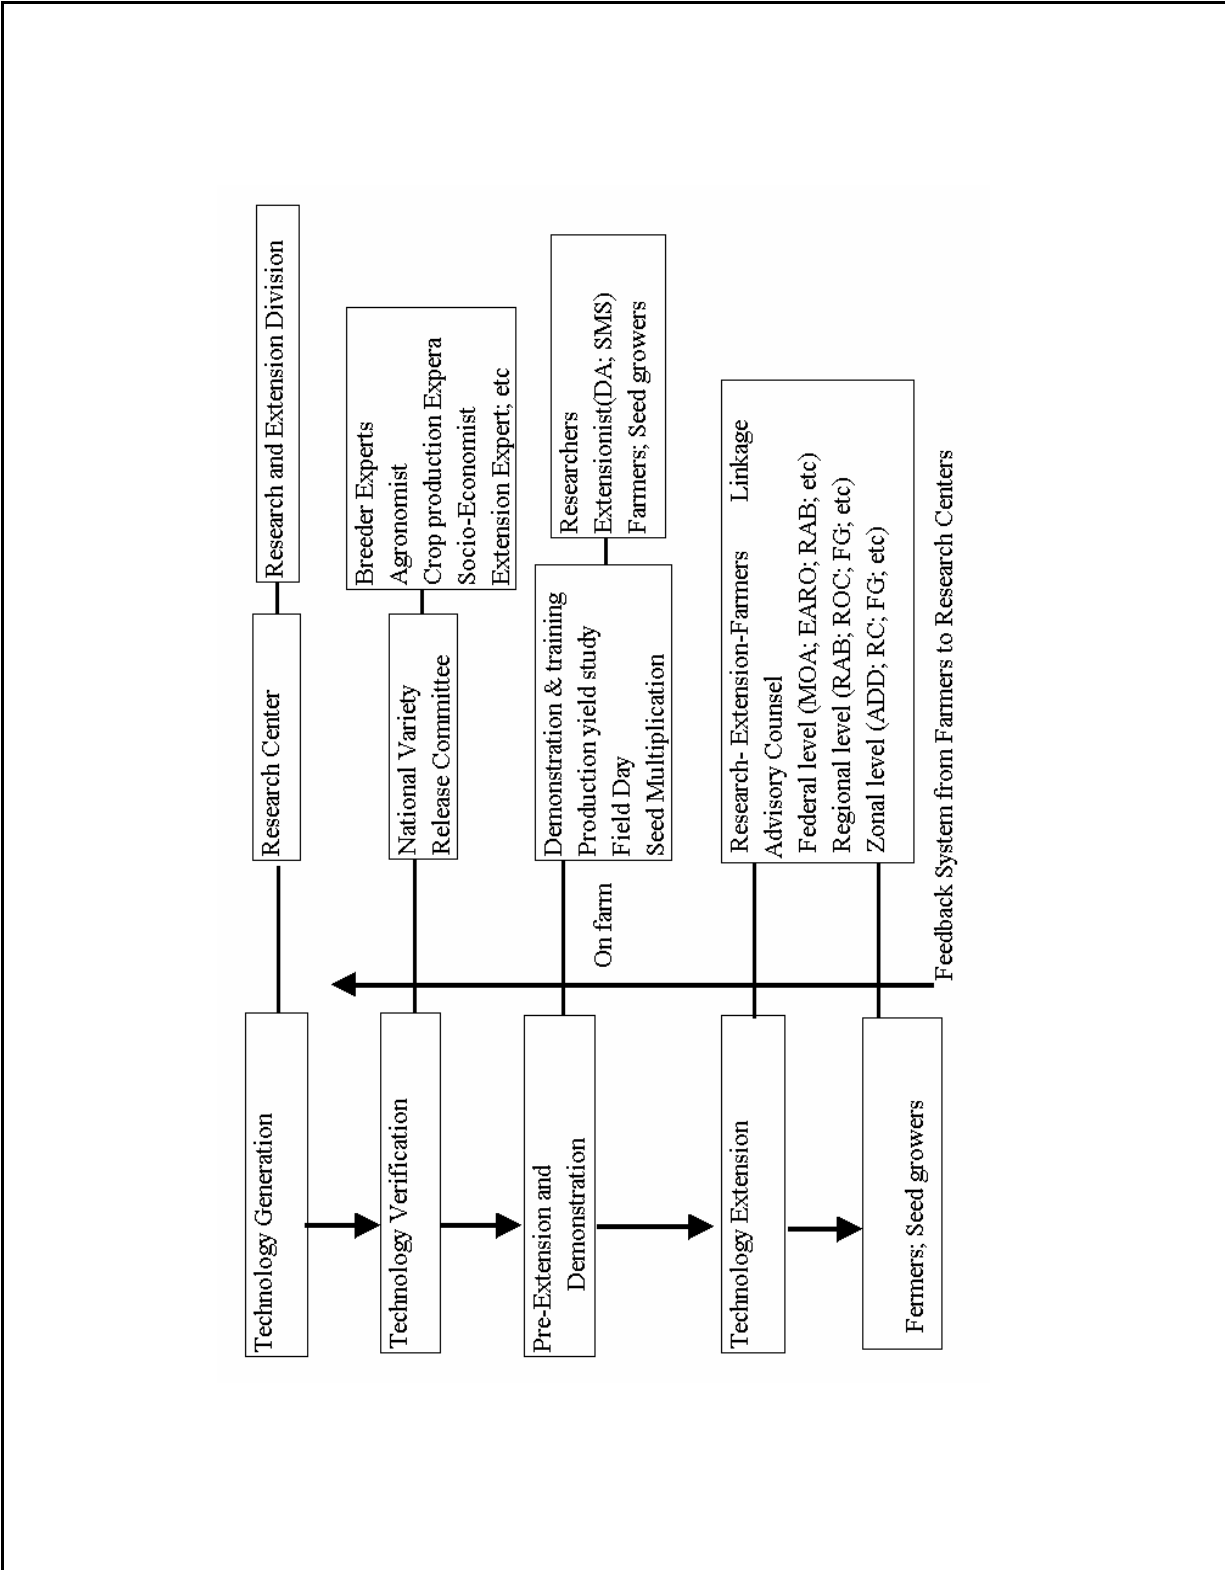 Technology Generation
Research Center
Research and Extension Division
Technology Verification
National Variety
Release Committee
Breeder Experts
Agronomist
Crop production Expera
Socio-Economist
Extension Expert; etc
Pre-Extension and
Demonstration
On farm
Demonstration & training
Production yield study
Field Day
Seed Multiplication
Researchers
Extensionist(DA; SMS)
Farmers; Seed growers
Technology Extension
Research- Extension-Farmers Linkage
Advisory Counsel
Federal level (MOA; EARO; RAB; etc)
Regional level (RAB; ROC; FG; etc)
Zonal level (ADD; RC; FG; etc)
Fermers; Seed growers
Feedback System from Farmers to Research Centers